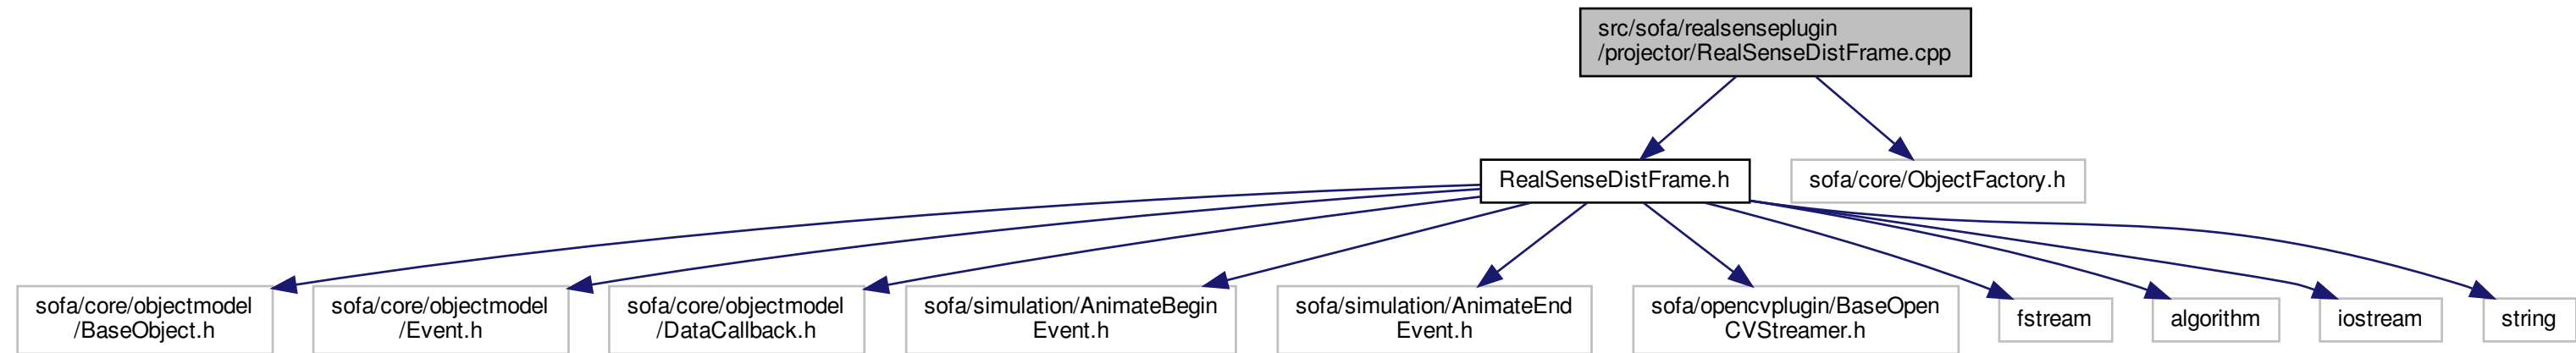 src/sofa/realsenseplugin
/projector/RealSenseDistFrame.cpp
RealSenseDistFrame.h
sofa/core/ObjectFactory.h
sofa/core/objectmodel
/BaseObject.h
sofa/core/objectmodel
/Event.h
sofa/core/objectmodel
/DataCallback.h
sofa/simulation/AnimateBegin
Event.h
sofa/simulation/AnimateEnd
Event.h
sofa/opencvplugin/BaseOpen
CVStreamer.h
fstream
algorithm
iostream
string